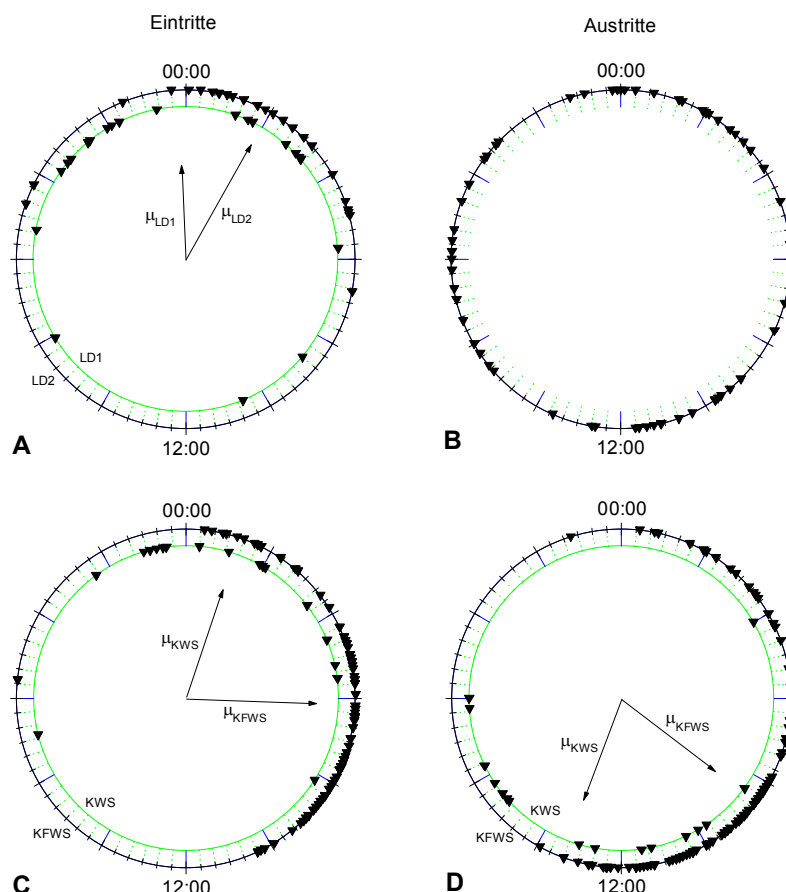 Eintritte
Austritte
00:00
00:00
μLD1
μLD2
LD1
LD2
A
12:00
B
12:00
00:00
00:00
μKWS
μKFWS
μKWS
μKFWS
KWS
KFWS
KWS
KFWS
C
12:00
D
12:00